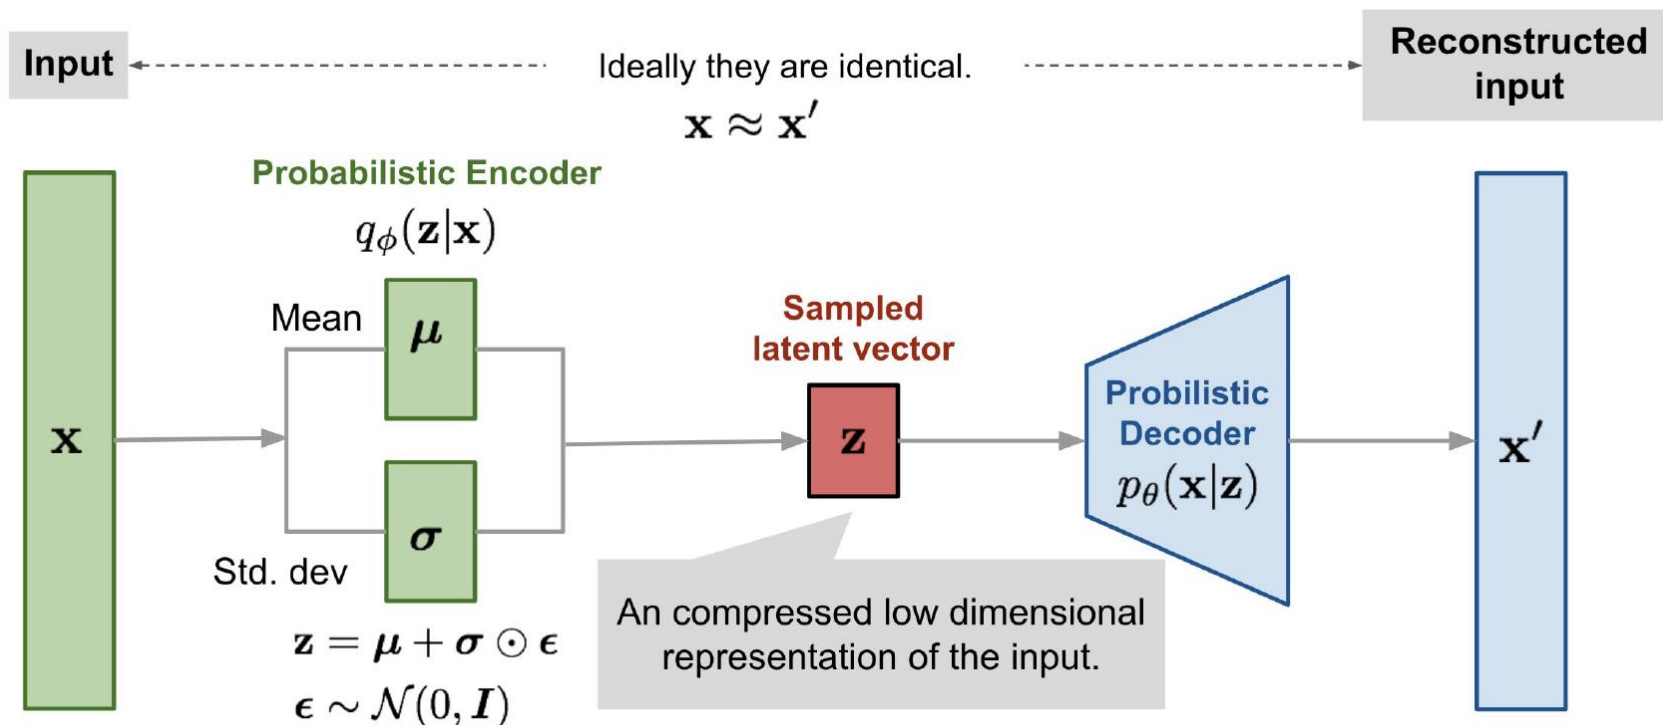 Input
Ideally they are identical.
x ≈ x′
Reconstructed
input
Probabilistic Encoder
qϕ(z|x)
Mean
μ
x
σ
Std. dev
z = μ + σ ⊙ ϵ
ϵ ∼ 𝒩(0, I)
Sampled
latent vector
z
An compressed low dimensional
representation of the input.
Probilistic
Decoder
pθ(x|z)
x′